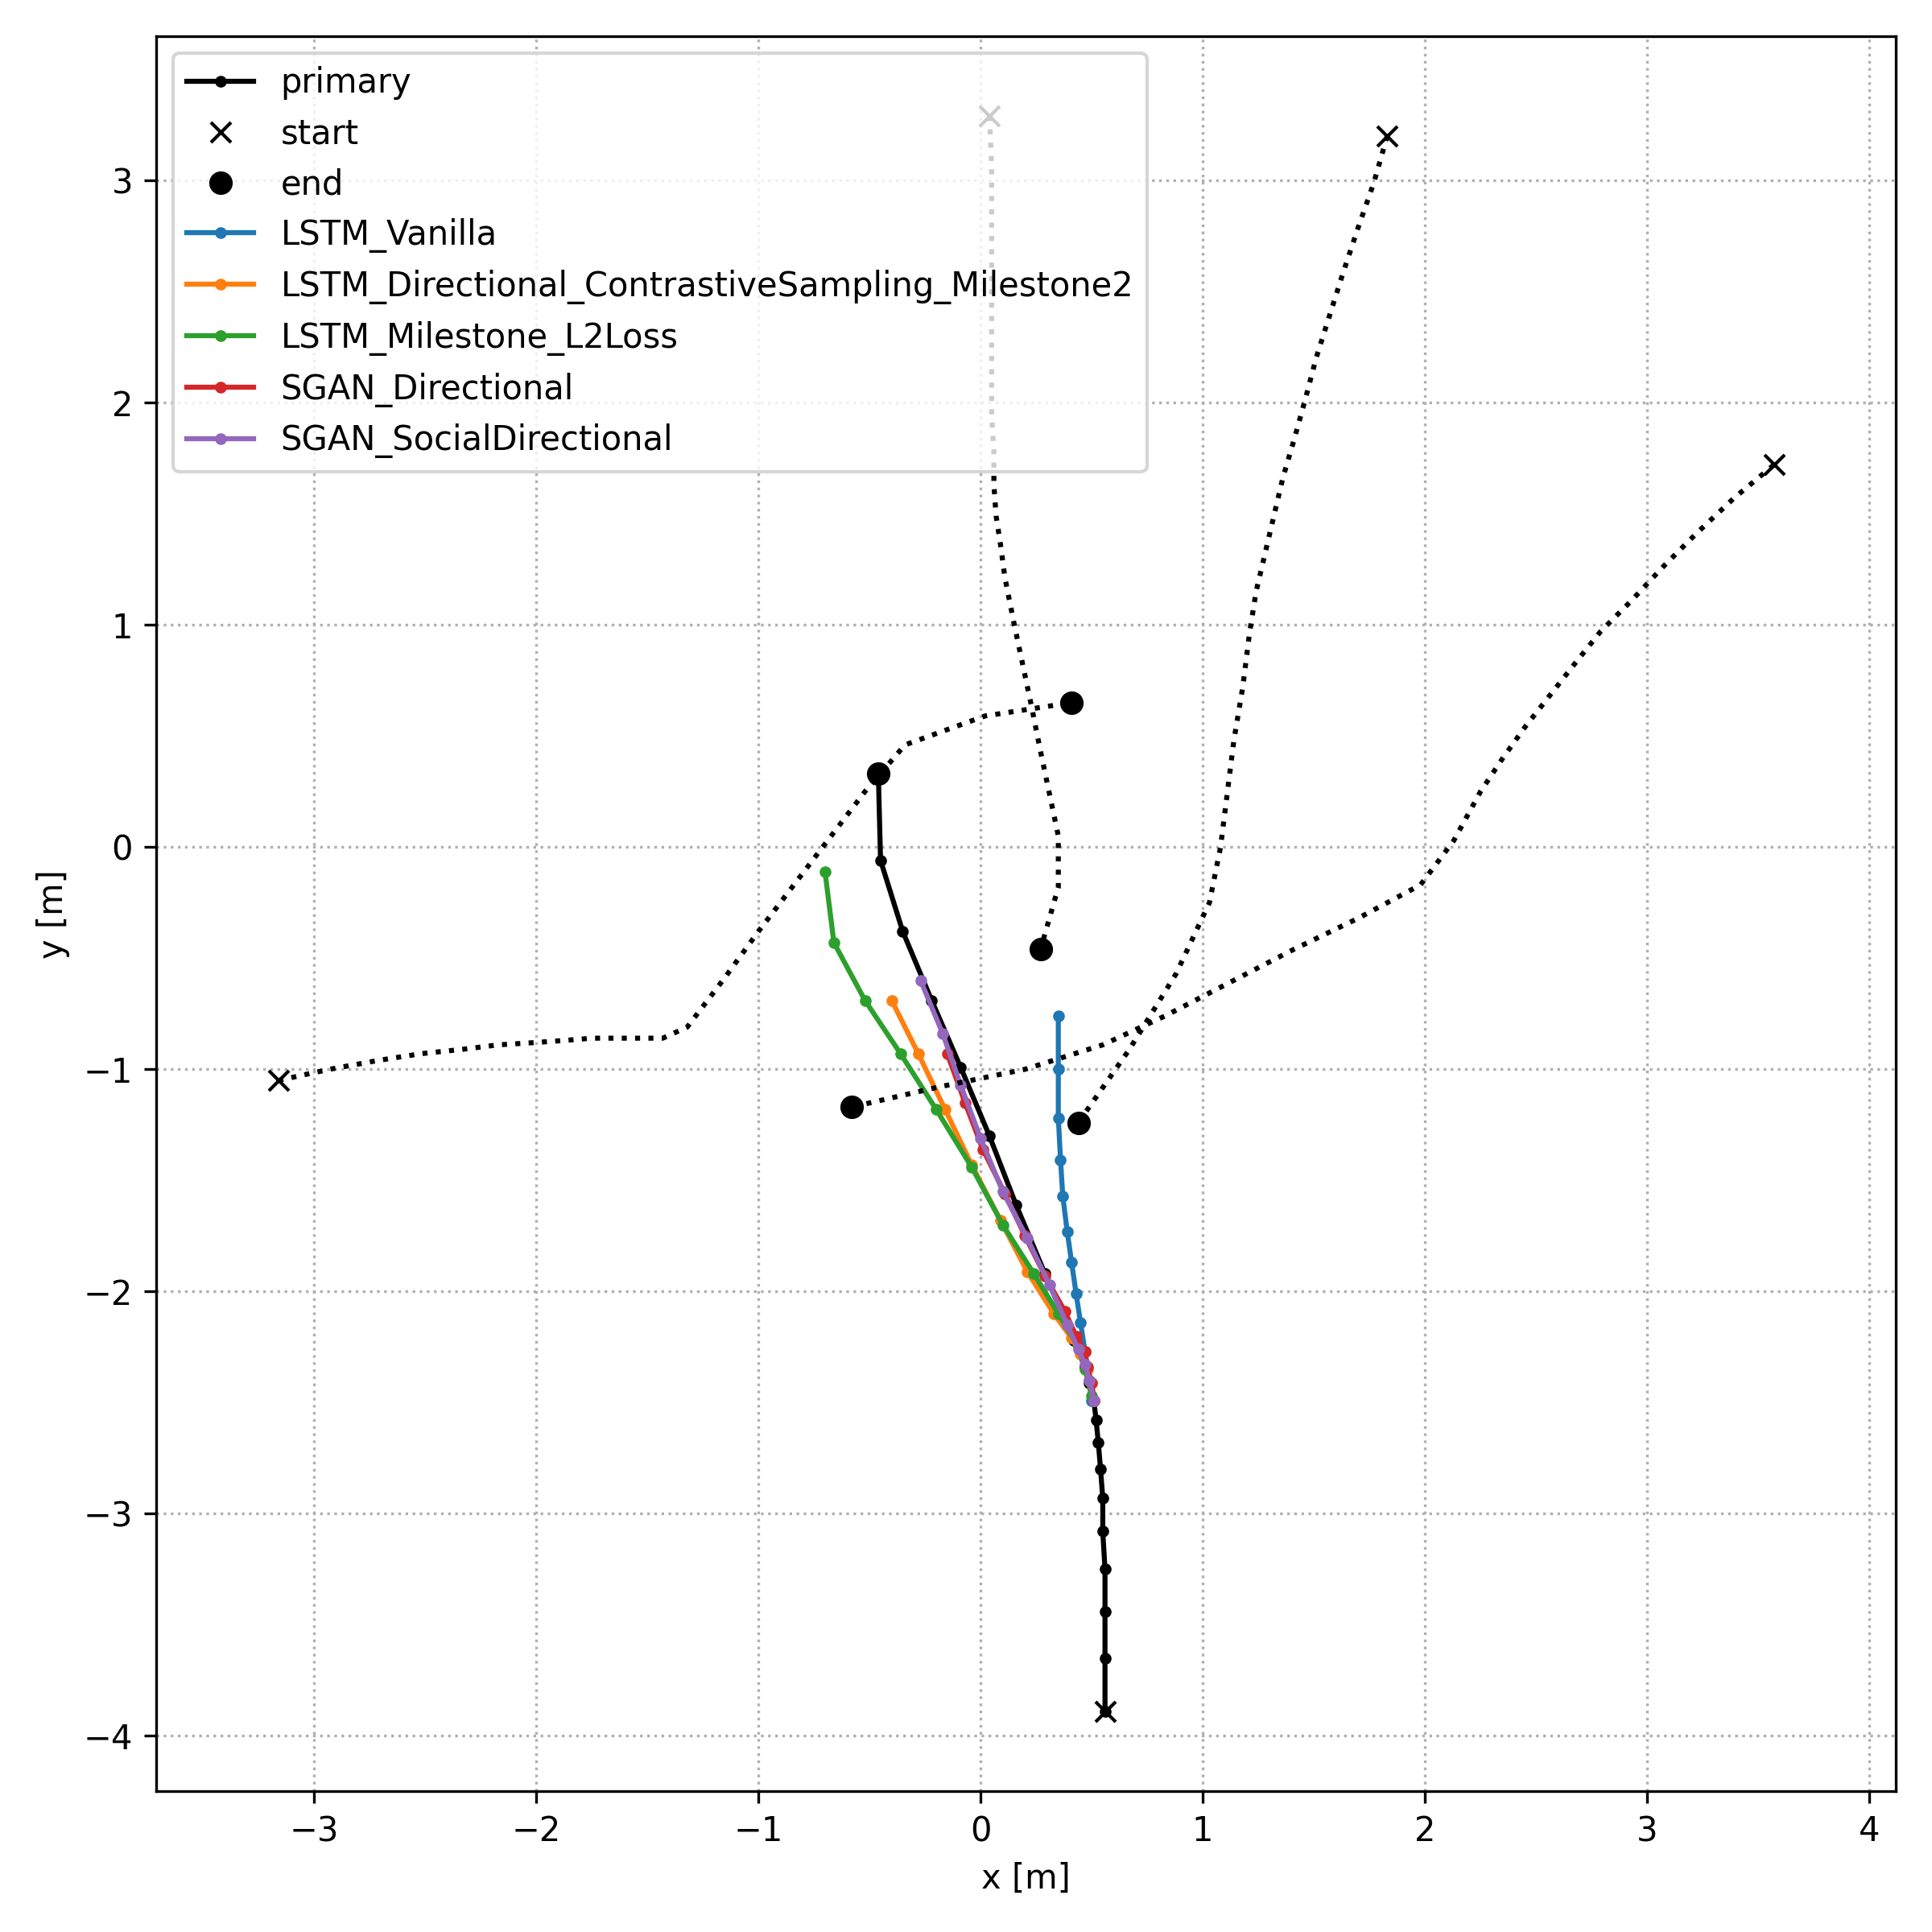 primary
start
end
LSTM_Vanilla
LSTM_Directional_ContrastiveSampling_Milestone2
LSTM_Milestone_L2Loss
SGAN_Directional
SGAN_SocialDirectional
3
2
1
0
−1
−2
−3
−4
y [m]
−3 −2 −1 0 1 2 3 4
x [m]